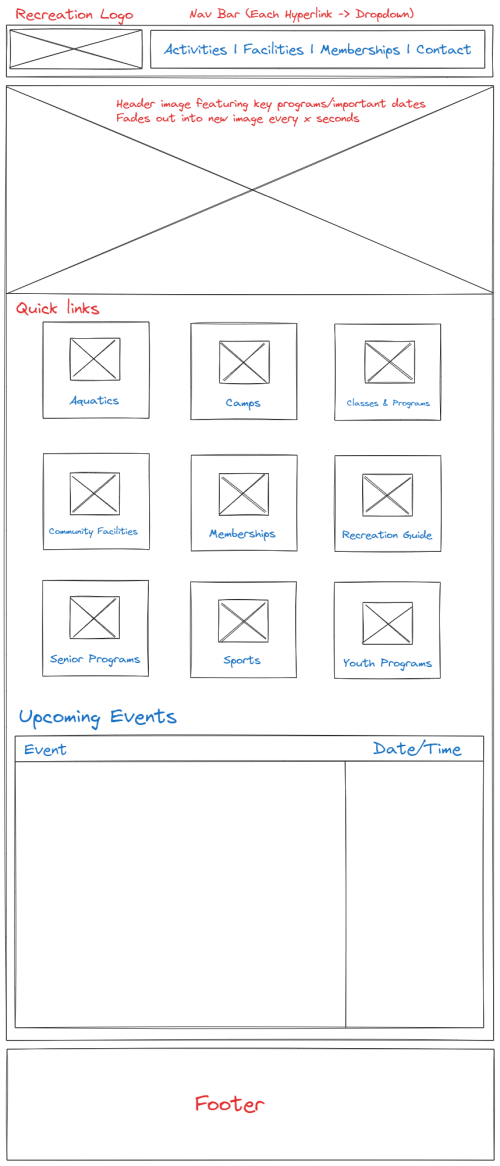 Recreation Logo
Nav Bar (Each Hyperlink -> Dropdown)
Activities | Facilities | Memberships | Contact
Header image featuring key programs/important dates
Fades out into new image every x seconds
Quick links
Aquatics
Camps
Classes & Programs
Community Facilities
Memberships
Recreation Guide
Senior Programs
Sports
Youth Programs
Upcoming Events
Event
Date/Time
Footer